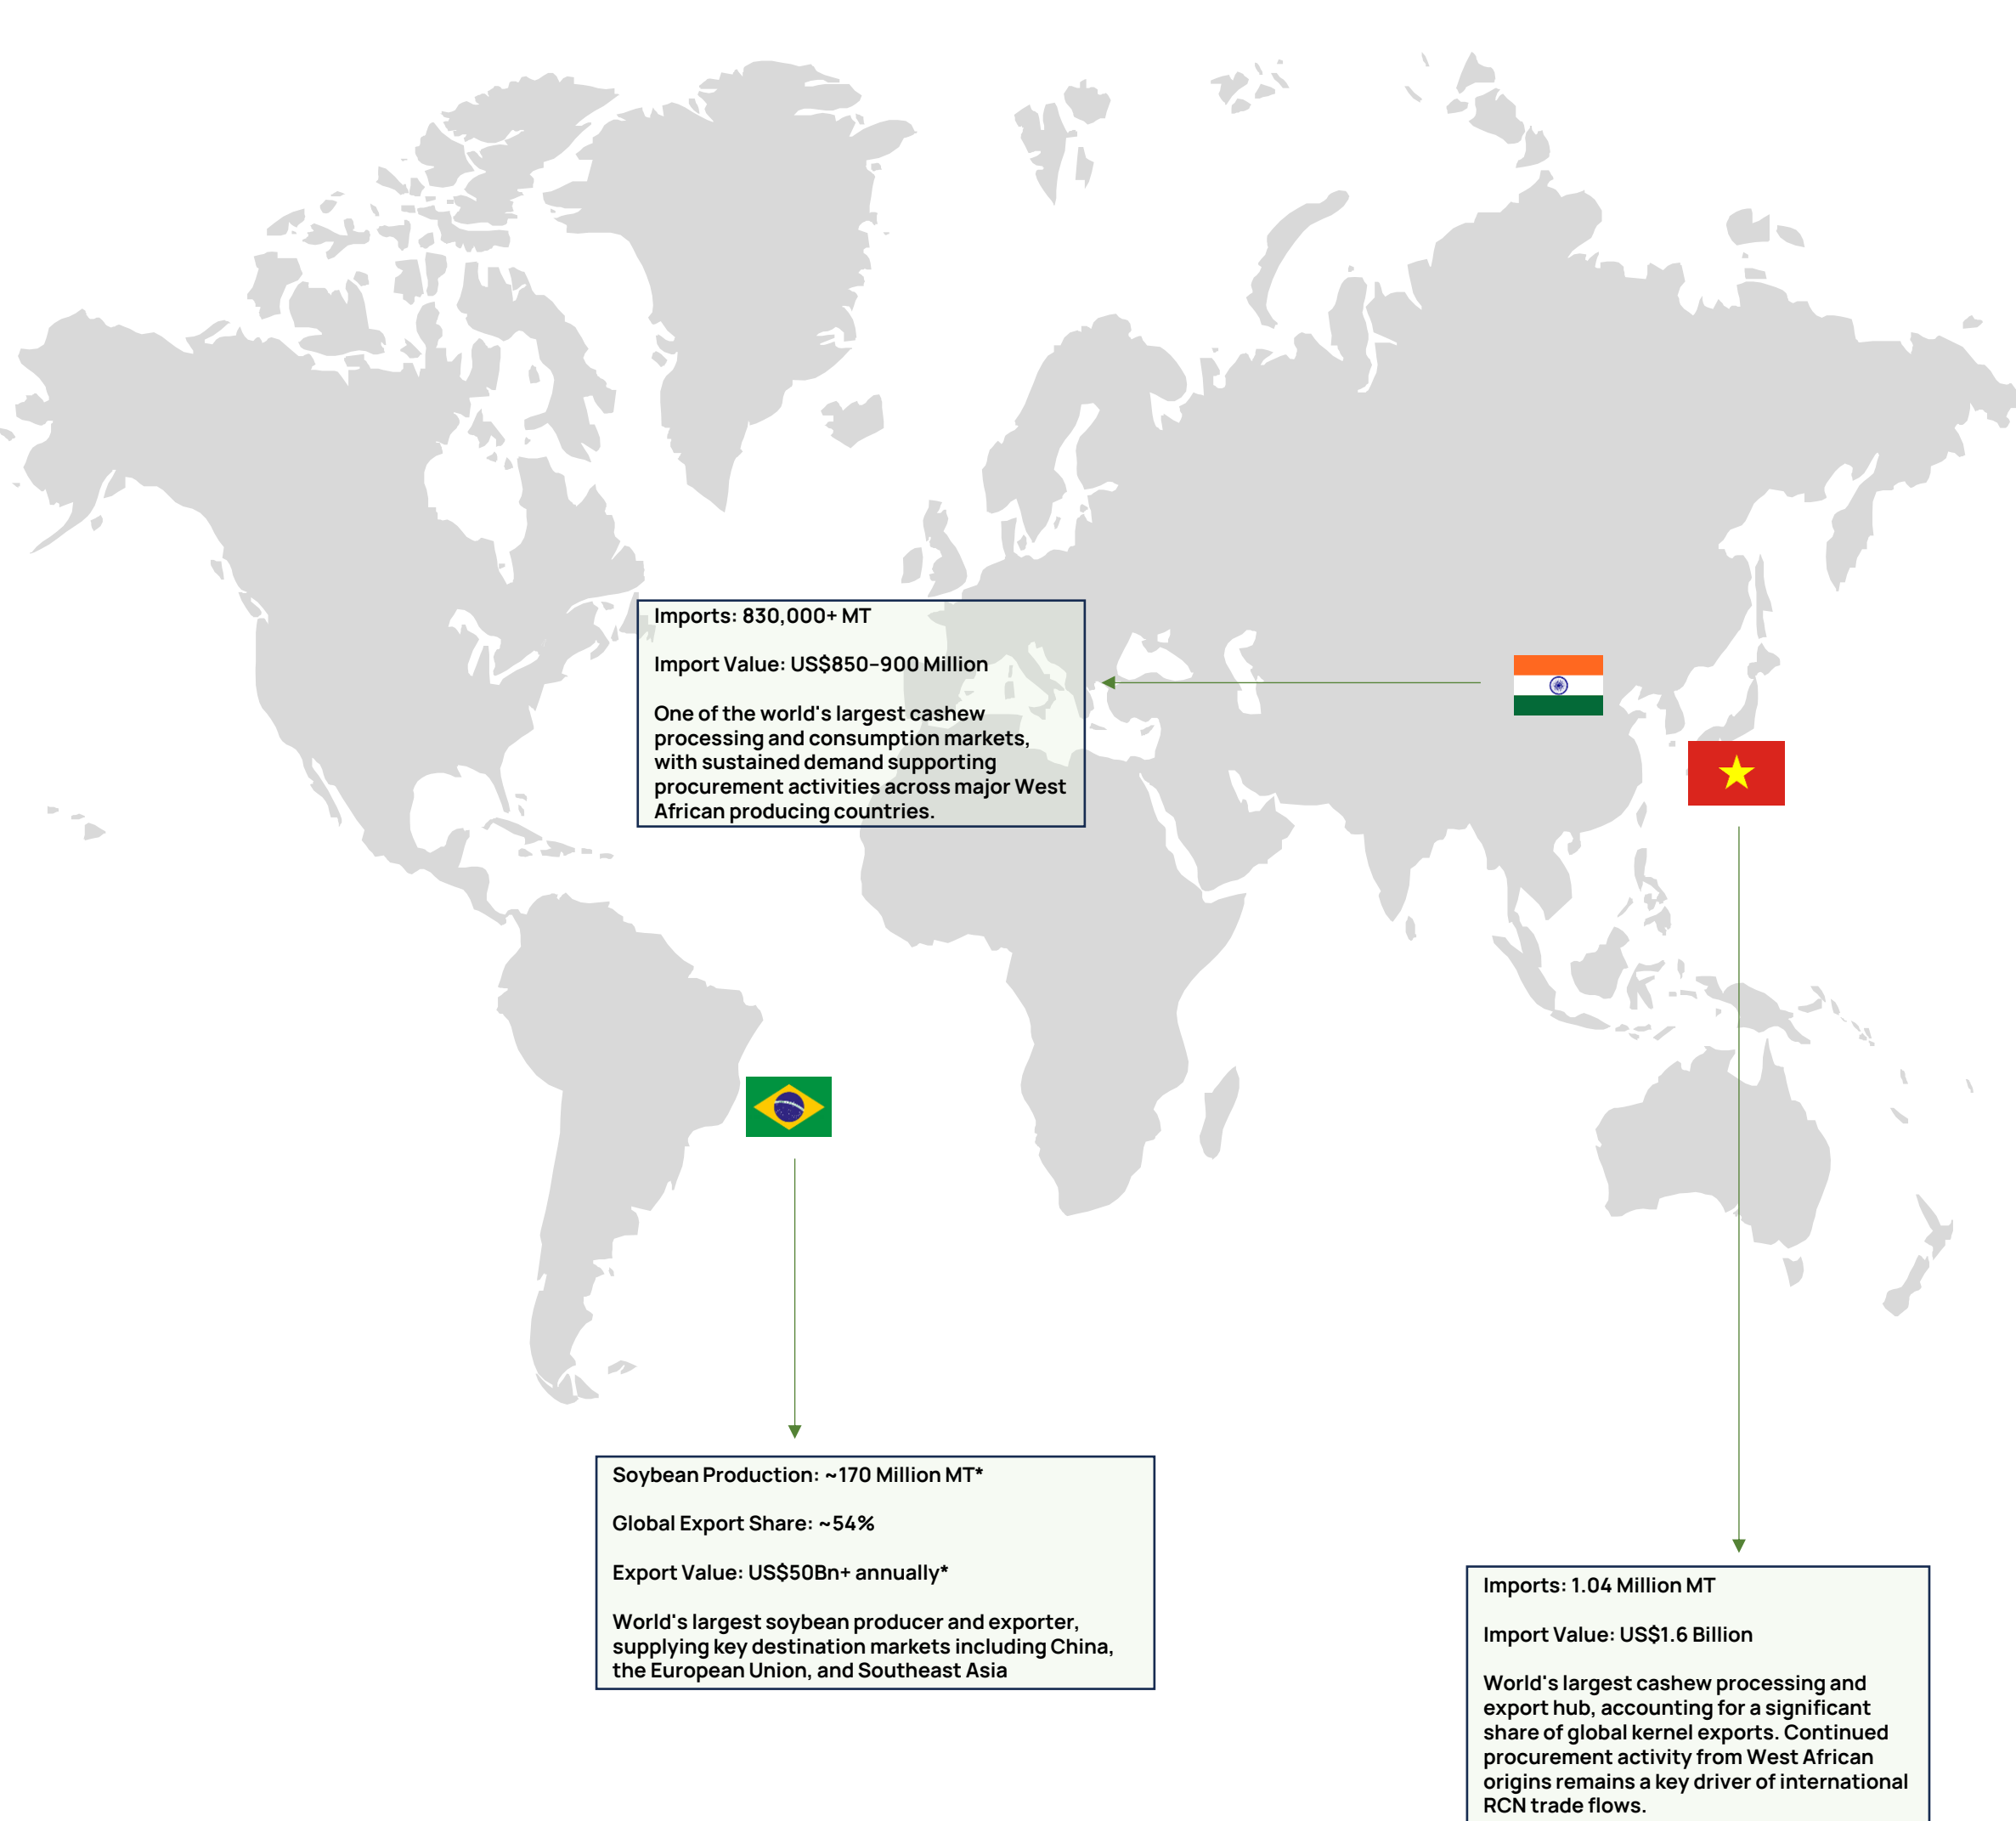 Imports: 830,000+ MT
Import Value: US$850–900 Million
One of the world's largest cashew
processing and consumption markets,
with sustained demand supporting
procurement activities across major West
African producing countries.
Soybean Production: ~170 Million MT*
Global Export Share: ~54%
Export Value: US$50Bn+ annually*
World's largest soybean producer and exporter,
supplying key destination markets including China,
the European Union, and Southeast Asia
Imports: 1.04 Million MT
Import Value: US$1.6 Billion
World's largest cashew processing and
export hub, accounting for a significant
share of global kernel exports. Continued
procurement activity from West African
origins remains a key driver of international
RCN trade flows.